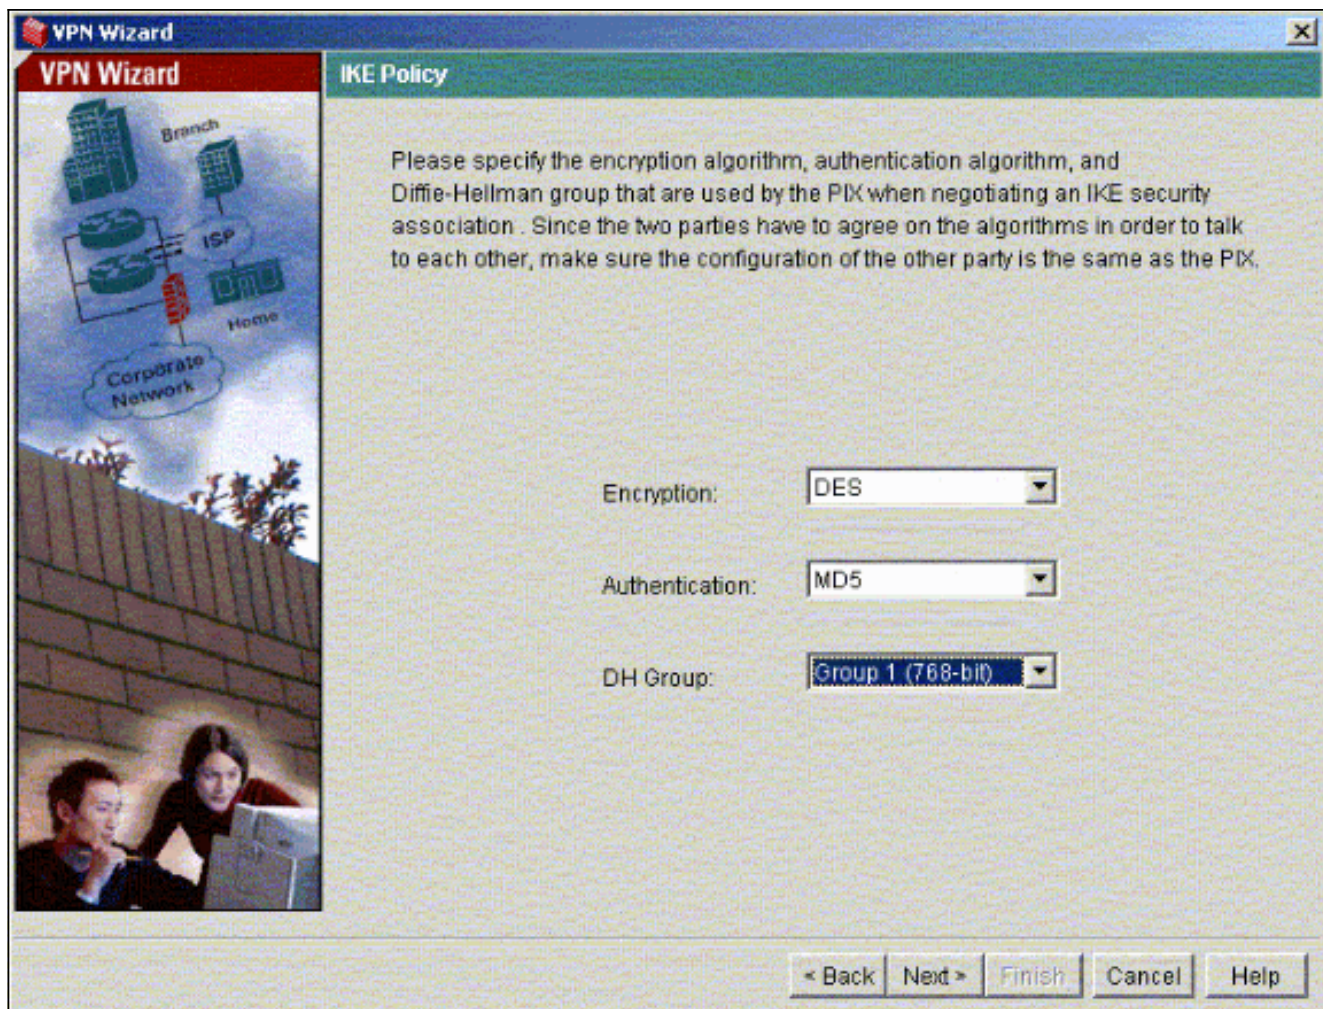 VPN Wizard
VPN Wizard
IKE Policy
Branch
ISP
Home
Corporate
Network
Please specify the encryption algorithm, authentication algorithm, and
Diffie-Hellman group that are used by the PIX when negotiating an IKE security
association . Since the two parties have to agree on the algorithms in order to talk
to each other, make sure the configuration of the other party is the same as the PIX.
Encryption: DES
Authentication: MD5
DH Group: Group 1 (768-bit)
< Back Next > Finish Cancel Help